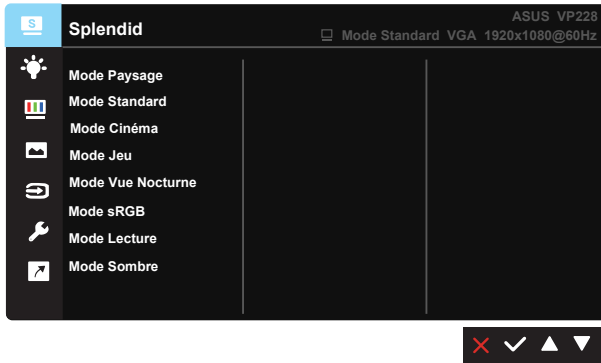 S
Splendid
ASUS VP228
Mode Standard VGA 1920x1080@60Hz
Mode Paysage
Mode Standard
Mode Cinéma
Mode Jeu
Mode Vue Nocturne
Mode sRGB
Mode Lecture
Mode Sombre